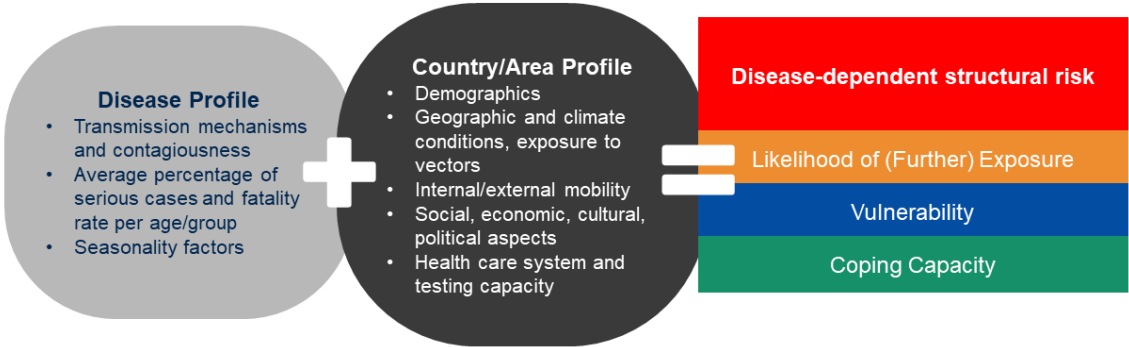 Disease Profile
• Transmission mechanisms
and contagiousness
• Average percentage of
serious cases and fatality
rate per age/group
• Seasonality factors
Country/Area Profile
• Demographics
• Geographic and climate
conditions, exposure to
vectors
• Internal/external mobility
• Social, economic, cultural,
political aspects
• Health care system and
testing capacity
Disease-dependent structural risk
Likelihood of (Further) Exposure
Vulnerability
Coping Capacity